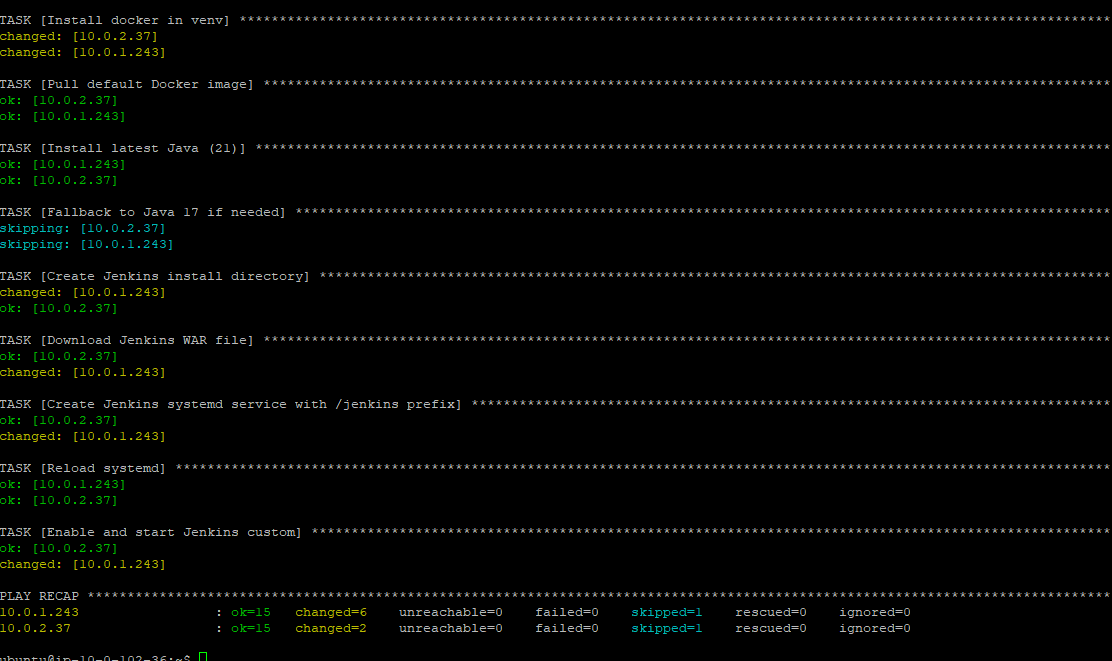 TASK [Install docker in venv] *************************************************************************************************************
changed: [10.0.2.37]
changed: [10.0.1.243]
TASK [Pull default Docker image] **********************************************************************************************************
ok: [10.0.2.37]
ok: [10.0.1.243]
TASK [Install latest Java (21)] ***********************************************************************************************************
ok: [10.0.1.243]
ok: [10.0.2.37]
TASK [Fallback to Java 17 if needed] ******************************************************************************************************
skipping: [10.0.2.37]
skipping: [10.0.1.243]
TASK [Create Jenkins install directory] ***************************************************************************************************
changed: [10.0.1.243]
ok: [10.0.2.37]
TASK [Download Jenkins WAR file] **********************************************************************************************************
ok: [10.0.2.37]
changed: [10.0.1.243]
TASK [Create Jenkins systemd service with /jenkins prefix] ********************************************************************************
ok: [10.0.2.37]
changed: [10.0.1.243]
TASK [Reload systemd] *********************************************************************************************************************
ok: [10.0.1.243]
ok: [10.0.2.37]
TASK [Enable and start Jenkins custom] ****************************************************************************************************
ok: [10.0.2.37]
changed: [10.0.1.243]
PLAY RECAP ********************************************************************************************************************************
10.0.1.243 : ok=15 changed=6 unreachable=0 failed=0 skipped=1 rescued=0 ignored=0
10.0.2.37 : ok=15 changed=2 unreachable=0 failed=0 skipped=1 rescued=0 ignored=0
ubuntu@ip-10-0-102-36:~$